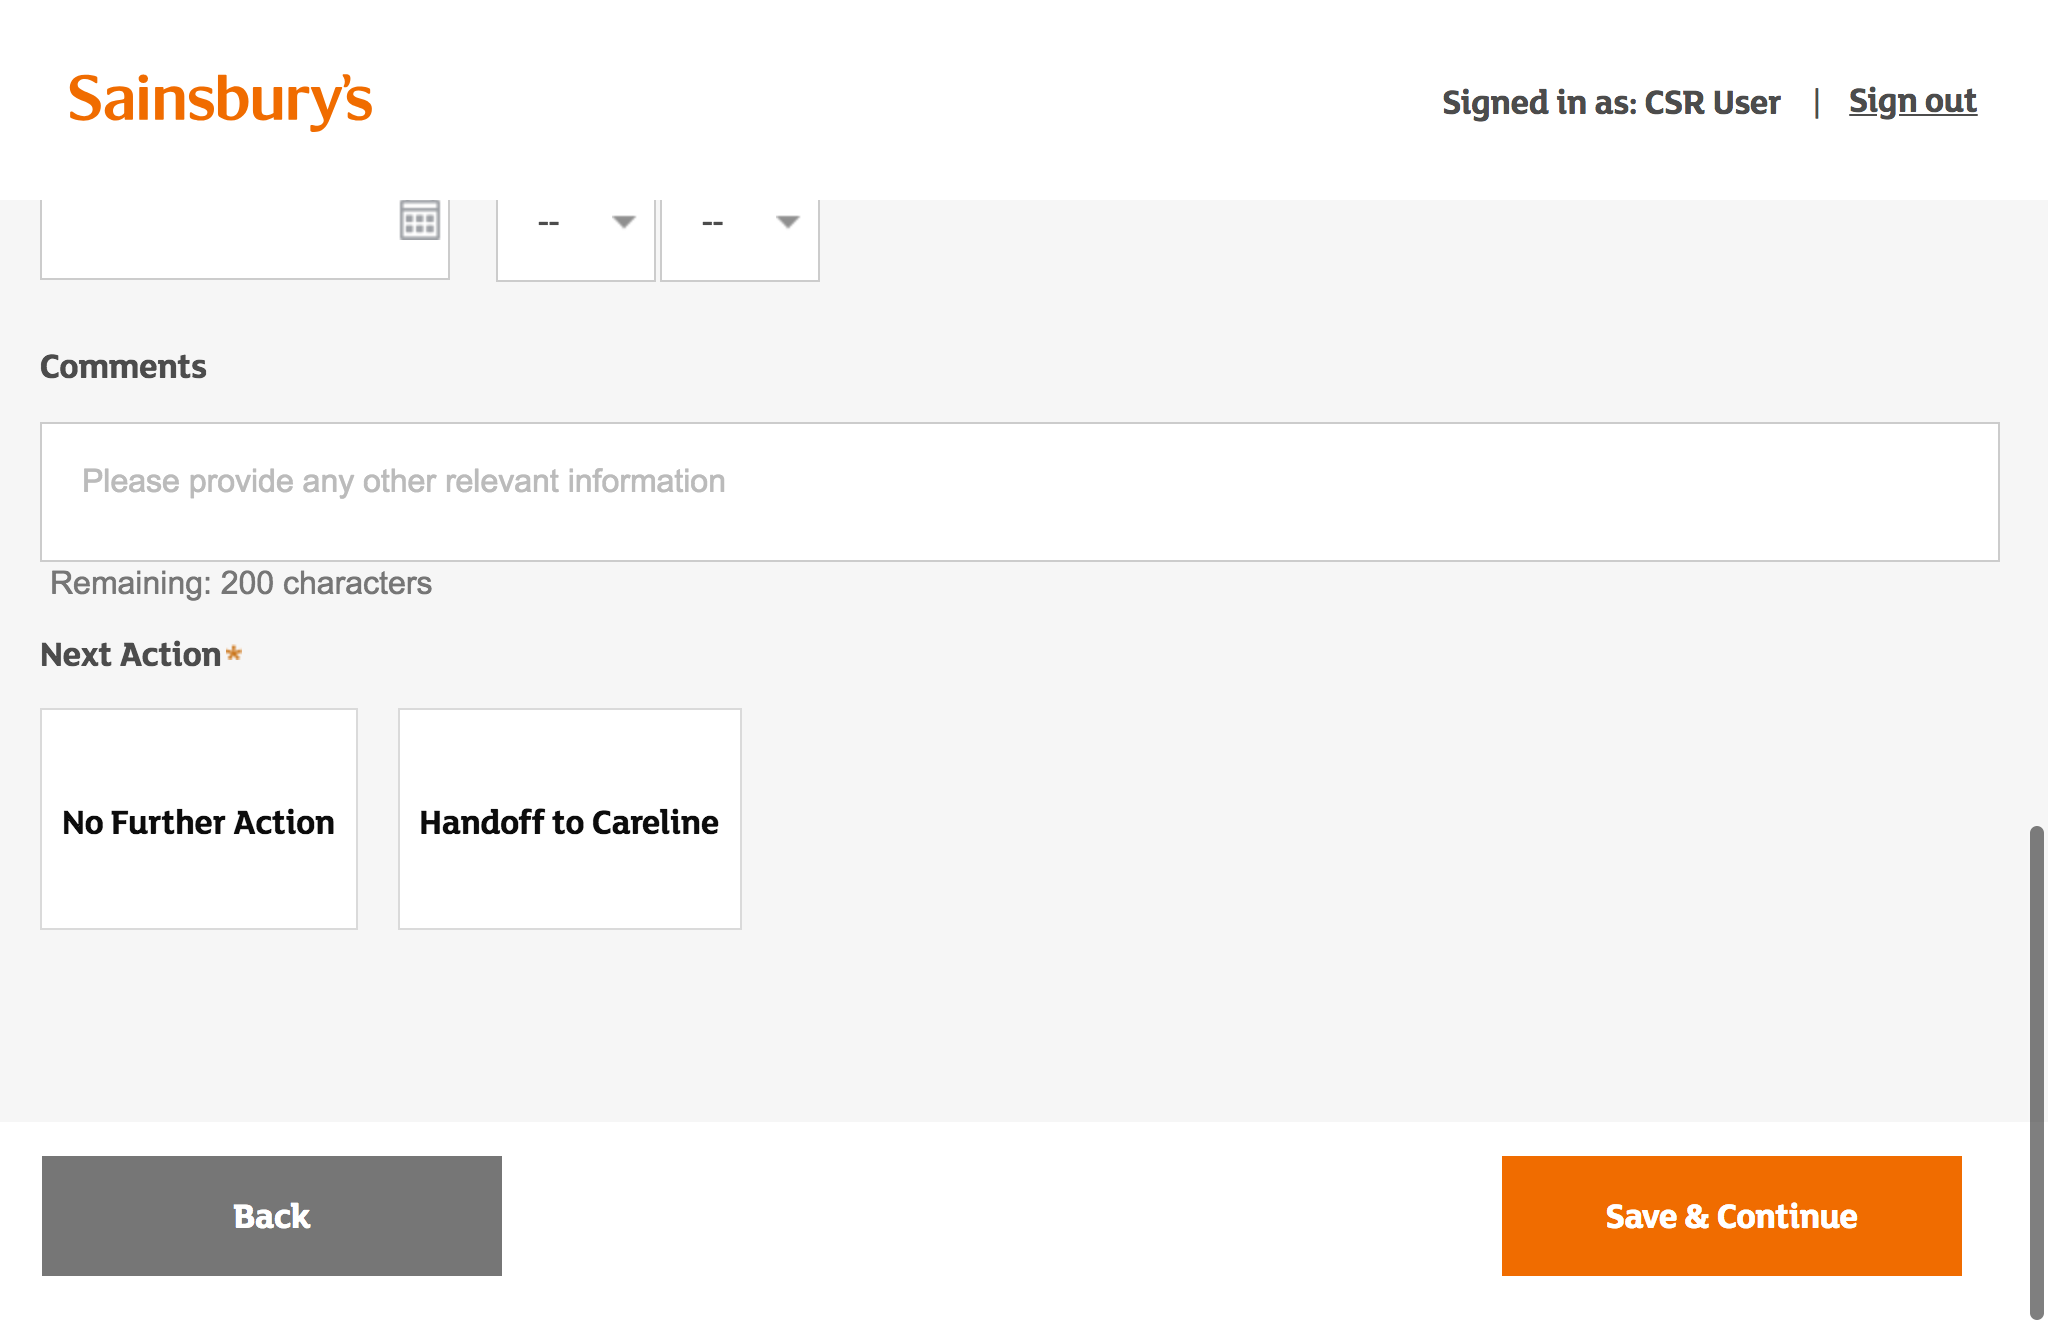 Sainsbury's
Signed in as: CSR User | Sign out
-- --
Comments
Please provide any other relevant information
Remaining: 200 characters
Next Action*
No Further Action
Handoff to Careline
Back
Save & Continue